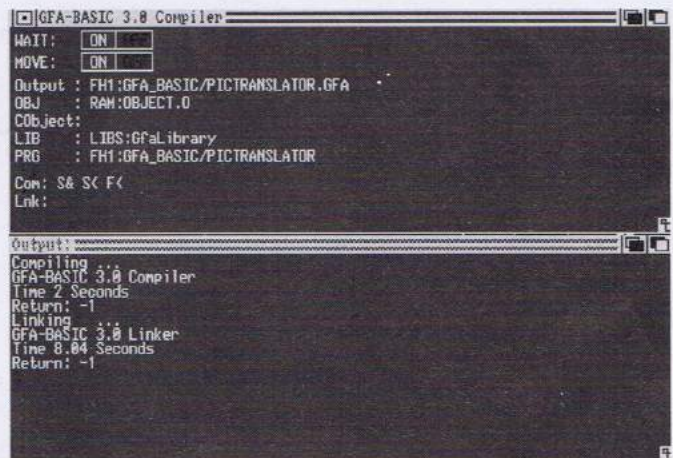 GFA-BASIC 3.0 Compiler
WAIT: ON
MOVE: ON
Output : FH1:GFA_BASIC/PICTRANSLATOR.GFA
OBJ : RAM:OBJECT.O
CObject:
LIB : LIBS:GfaLibrary
PRG : FH1:GFA_BASIC/PICTRANSLATOR
Com: S& S< F<
Lnk:
Output:
Compiling ...
GFA-BASIC 3.0 Compiler
Time 2 Seconds
Return: -1
Linking ...
GFA-BASIC 3.0 Linker
Time 8.04 Seconds
Return: -1